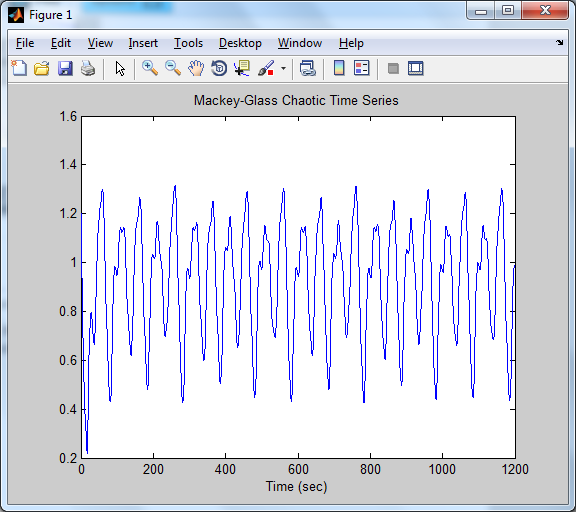 Figure 1
File Edit View Insert Tools Desktop Window Help
Mackey-Glass Chaotic Time Series
1.6
1.4
1.2
1
0.8
0.6
0.4
0.2
0 200 400 600 800 1000 1200
Time (sec)